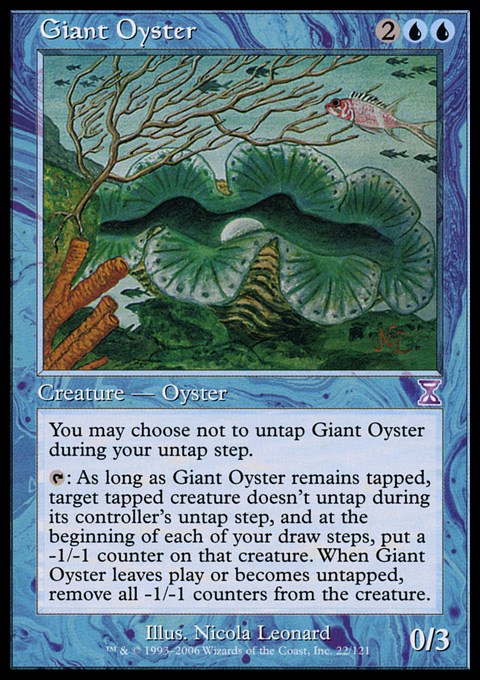 Giant Oyster 2
Creature — Oyster
You may choose not to untap Giant Oyster
during your untap step.
: As long as Giant Oyster remains tapped,
target tapped creature doesn't untap during
its controller's untap step, and at the
beginning of each of your draw steps, put a
-1/-1 counter on that creature. When Giant
Oyster leaves play or becomes untapped,
remove all -1/-1 counters from the creature.
Illus. Nicola Leonard
™ & © 1993–2006 Wizards of the Coast, Inc. 22/121
0/3